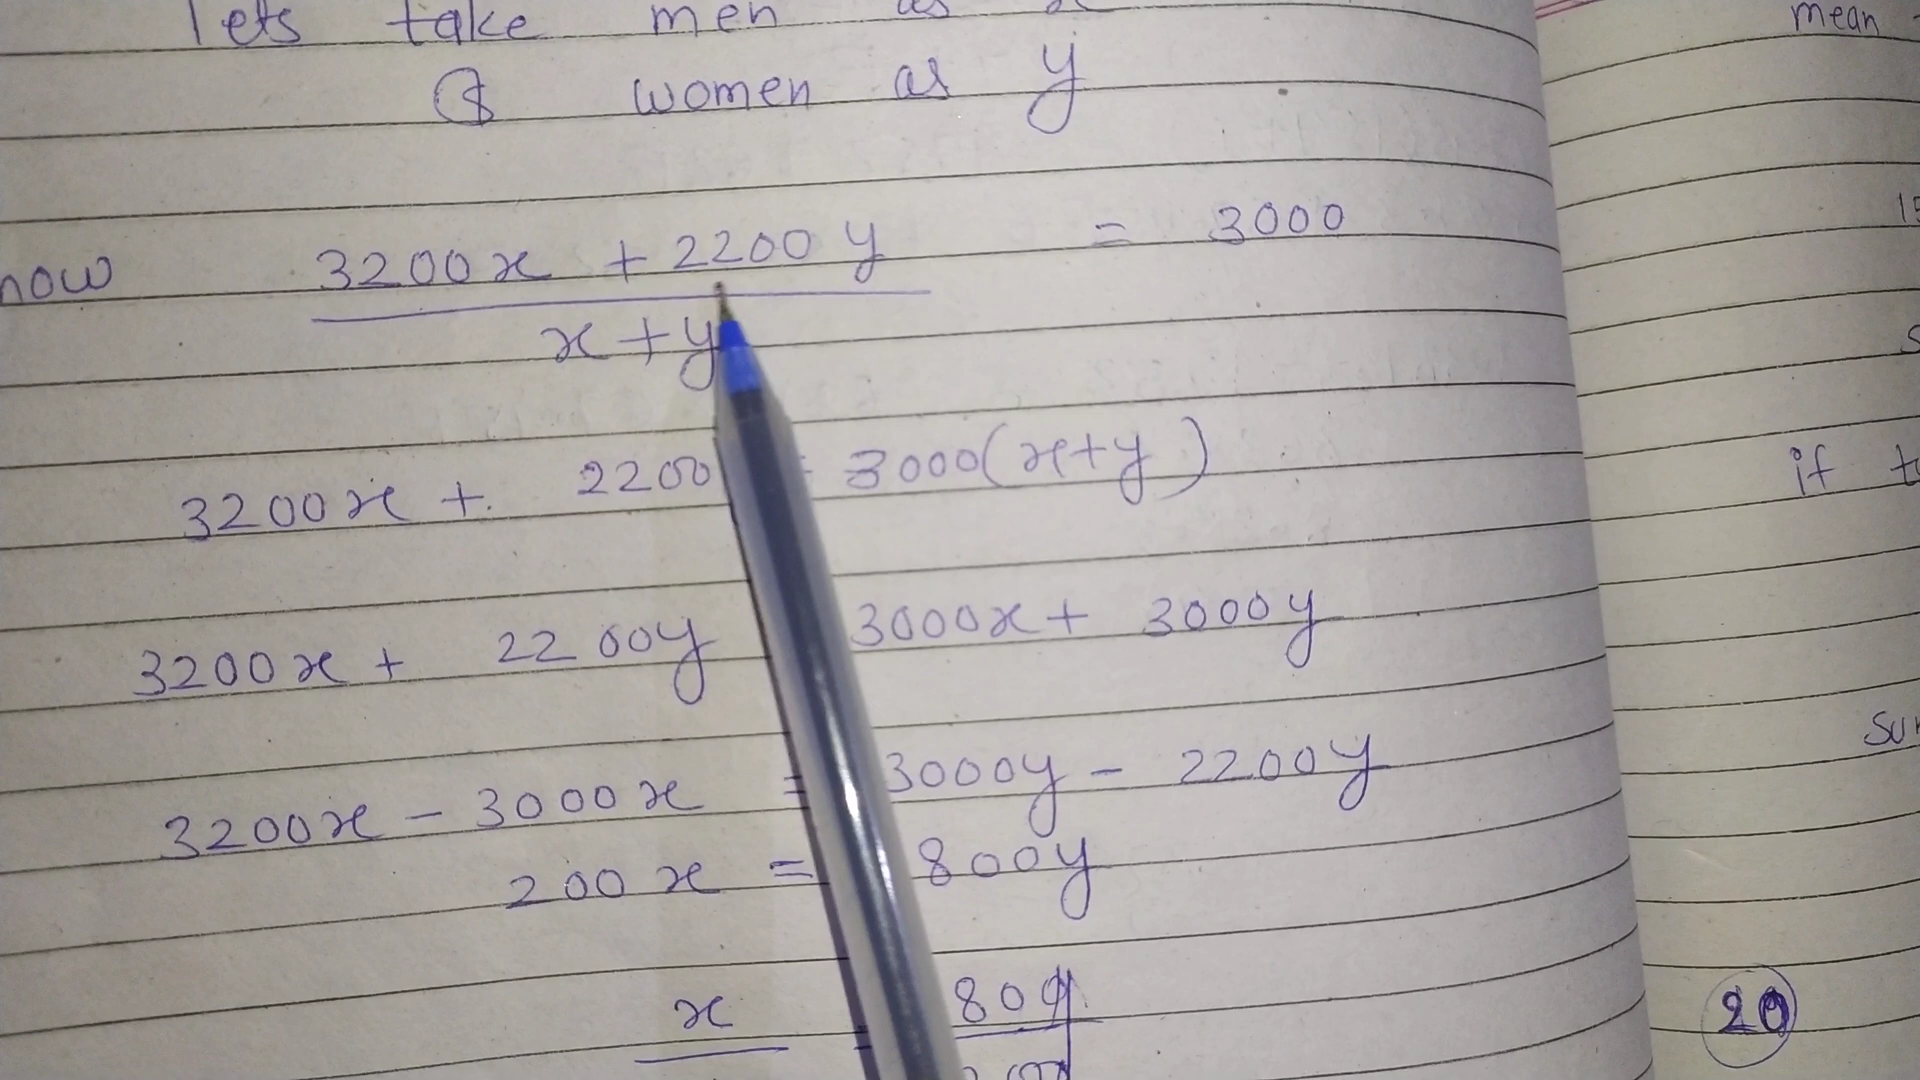 lets take men as x
& women as y
now 3200x + 2200y = 3000
x+y
3200x + 2200 = 3000(x+y)
3200x + 2200y 3000x + 3000y
3200x - 3000x = 3000y - 2200y
200x = 800y
x = 800
mean
if
20